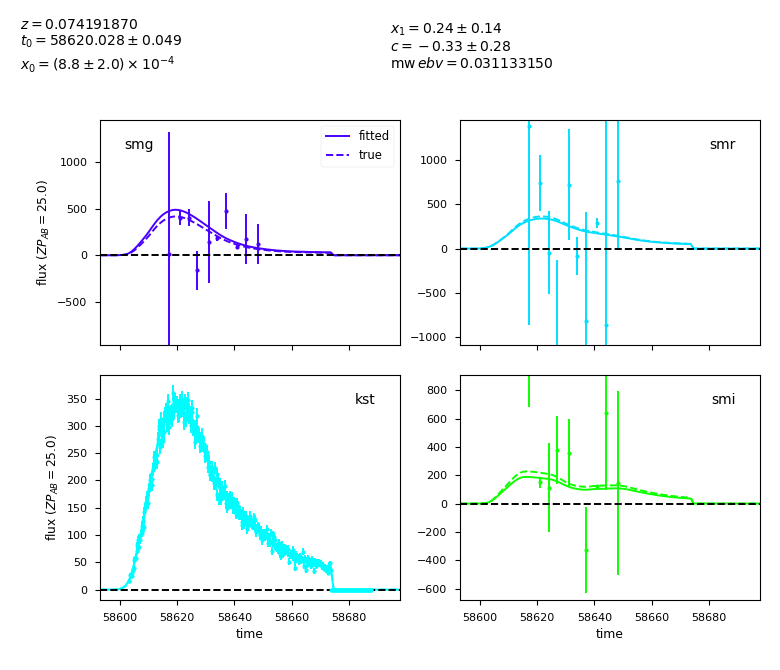 z = 0.074191870
t₀ = 58620.028 ± 0.049
x₀ = (8.8 ± 2.0) × 10⁻⁴
x₁ = 0.24 ± 0.14
c = −0.33 ± 0.28
mw ebv = 0.031133150
smg
fitted
true
1000
500
0
−500
flux (ZP_AB = 25.0)
smr
1000
500
0
−500
−1000
kst
350
300
250
200
150
100
50
0
flux (ZP_AB = 25.0)
58600 58620 58640 58660 58680
time
smi
800
600
400
200
0
−200
−400
−600
58600 58620 58640 58660 58680
time